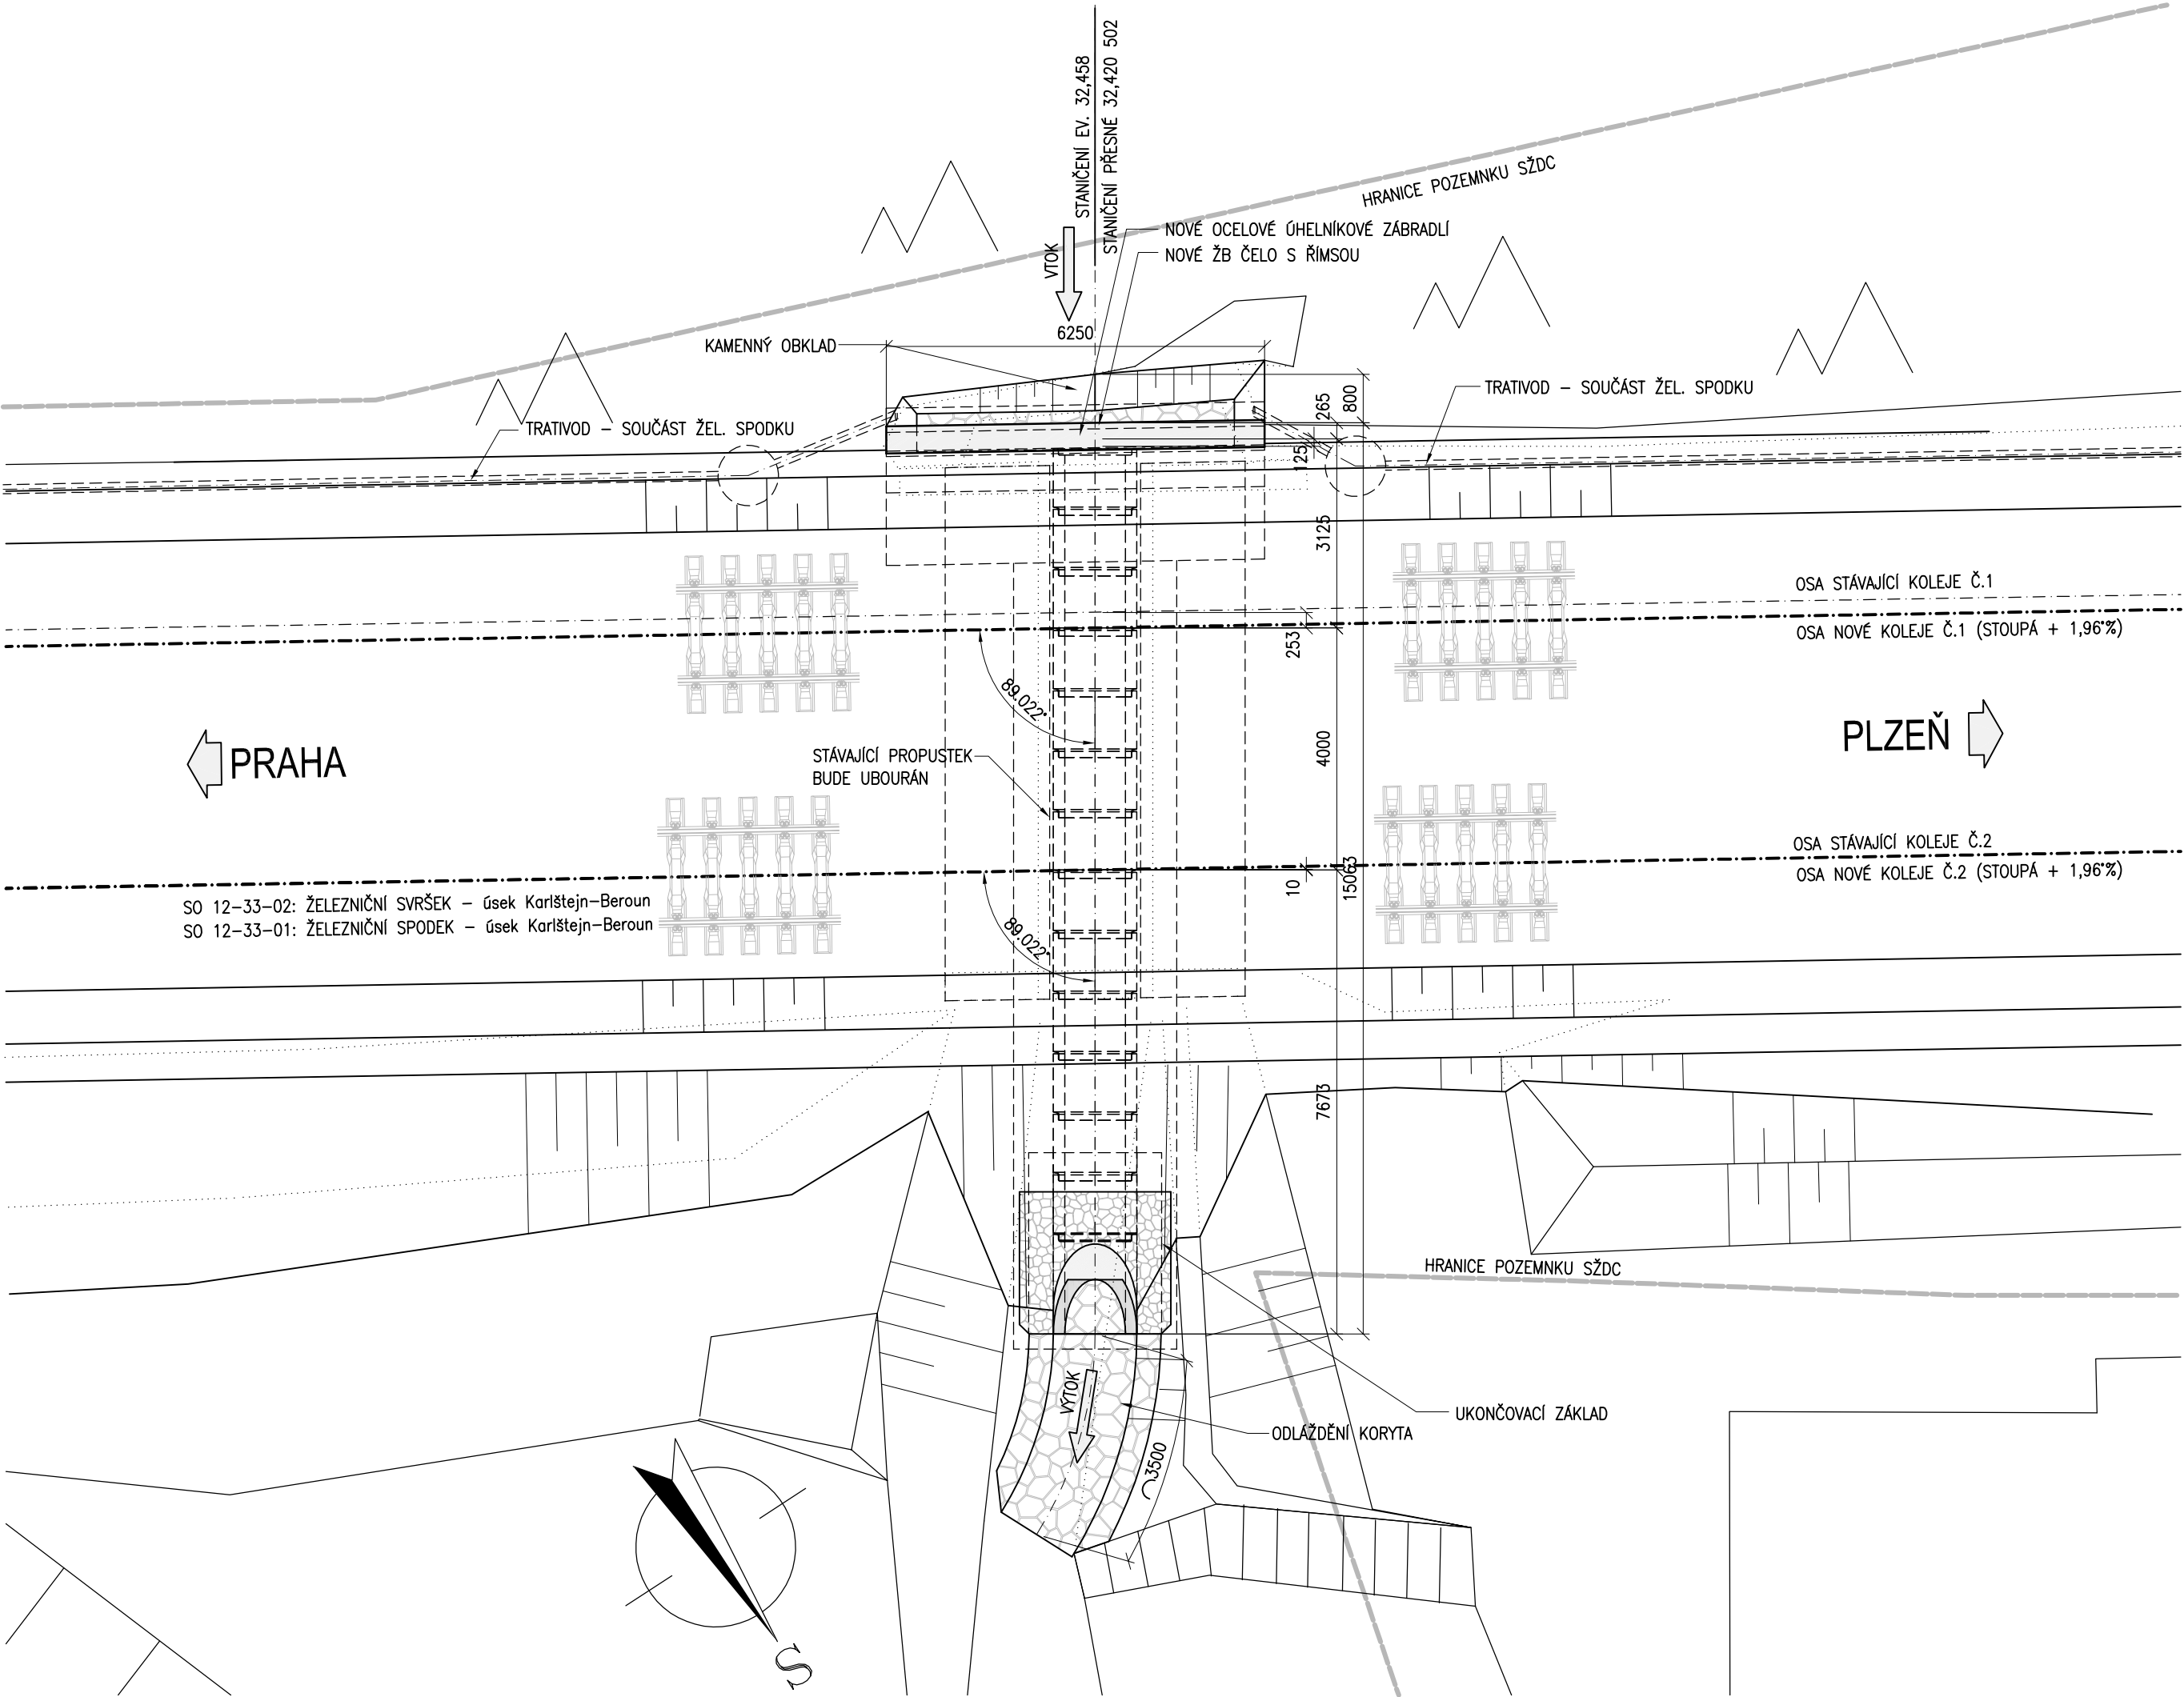 STANIČENÍ EV. 32,458
STANIČENÍ PŘESNÉ 32,420 502
HRANICE POZEMNKU SŽDC
VTOK
NOVÉ OCELOVÉ ÚHELNÍKOVÉ ZÁBRADLÍ
NOVÉ ŽB ČELO S ŘÍMSOU
6250
KAMENNÝ OBKLAD
TRATIVOD – SOUČÁST ŽEL. SPODKU
265
800
TRATIVOD – SOUČÁST ŽEL. SPODKU
125
3125
OSA STÁVAJÍCÍ KOLEJE Č.1
OSA NOVÉ KOLEJE Č.1 (STOUPÁ + 1,96°%)
253
89.022°
4000
PRAHA
PLZEŇ
STÁVAJÍCÍ PROPUSTEK
BUDE UBOURÁN
OSA STÁVAJÍCÍ KOLEJE Č.2
OSA NOVÉ KOLEJE Č.2 (STOUPÁ + 1,96°%)
10
15063
SO 12-33-02: ŽELEZNIČNÍ SVRŠEK – úsek Karlštejn-Beroun
SO 12-33-01: ŽELEZNIČNÍ SPODEK – úsek Karlštejn-Beroun
89.022°
7673
HRANICE POZEMNKU SŽDC
VÝTOK
UKONČOVACÍ ZÁKLAD
ODLÁŽDĚNÍ KORYTA
3500
S